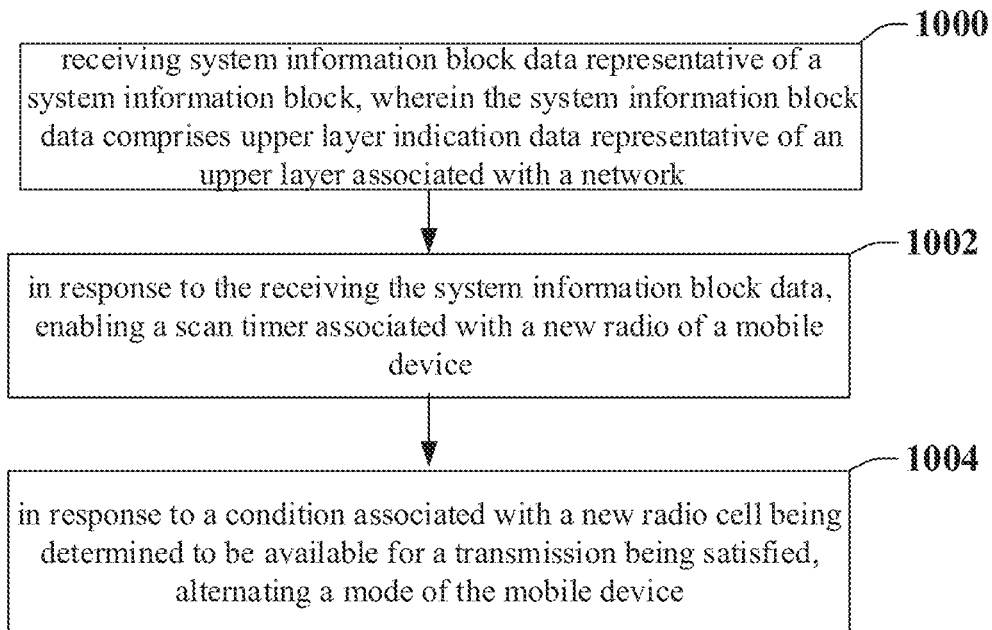 1000
receiving system information block data representative of a
system information block, wherein the system information block
data comprises upper layer indication data representative of an
upper layer associated with a network
1002
in response to the receiving the system information block data,
enabling a scan timer associated with a new radio of a mobile
device
1004
in response to a condition associated with a new radio cell being
determined to be available for a transmission being satisfied,
alternating a mode of the mobile device